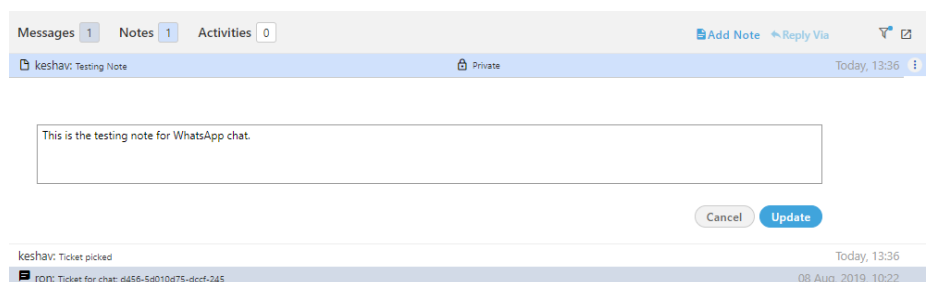 Messages 1 Notes 1 Activities 0 Add Note Reply Via
keshav: Testing Note Private Today, 13:36
This is the testing note for WhatsApp chat.
Cancel Update
keshav: Ticket picked Today, 13:36
ron: Ticket for chat: d456-5d010d75-dccf-245 08 Aug, 2019, 10:22